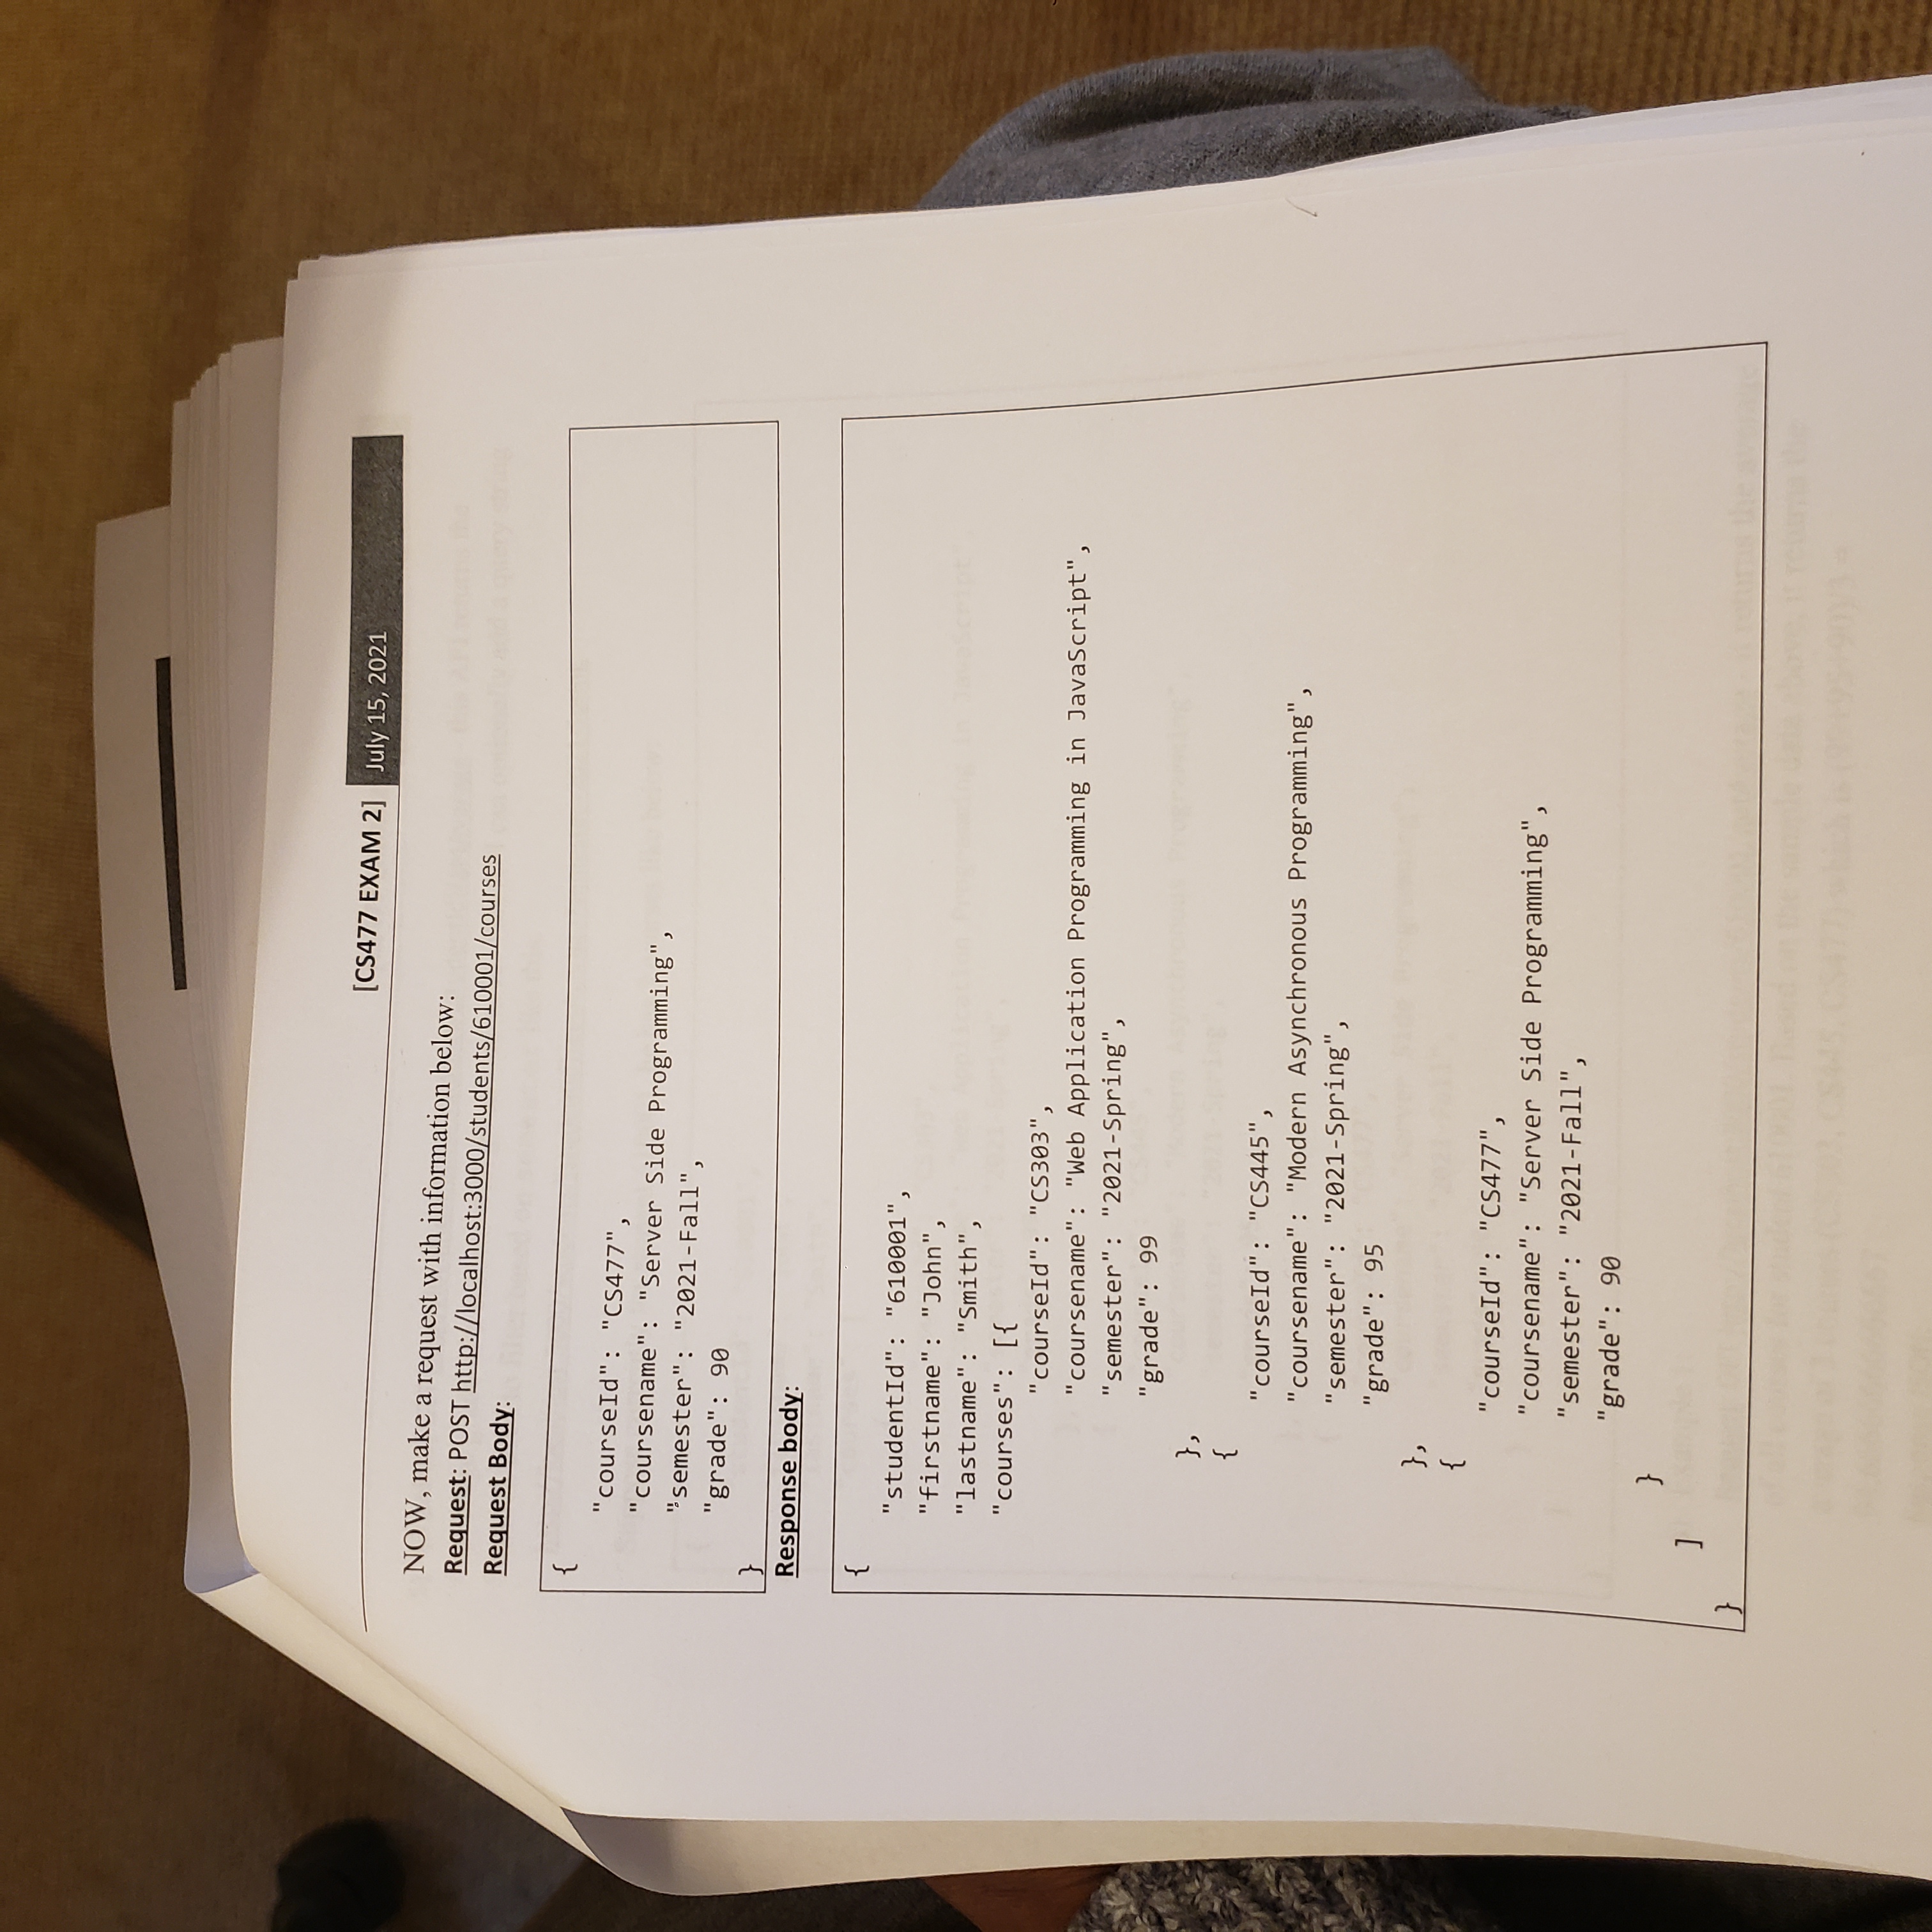 [CS477 EXAM 2] July 15, 2021
NOW, make a request with information below:
Request: POST http://localhost:3000/students/610001/courses
Request Body:
{
"courseId": "CS477",
"coursename": "Server Side Programming",
"semester": "2021-Fall",
"grade": 90
}
Response body:
{
"studentId": "610001",
"firstname": "John",
"lastname": "Smith",
"courses": [{
"courseId": "CS303",
"coursename": "Web Application Programming in JavaScript",
"semester": "2021-Spring",
"grade": 99
},
{
"courseId": "CS445",
"coursename": "Modern Asynchronous Programming",
"semester": "2021-Spring",
"grade": 95
},
{
"courseId": "CS477",
"coursename": "Server Side Programming",
"semester": "2021-Fall",
"grade": 90
}
]
}